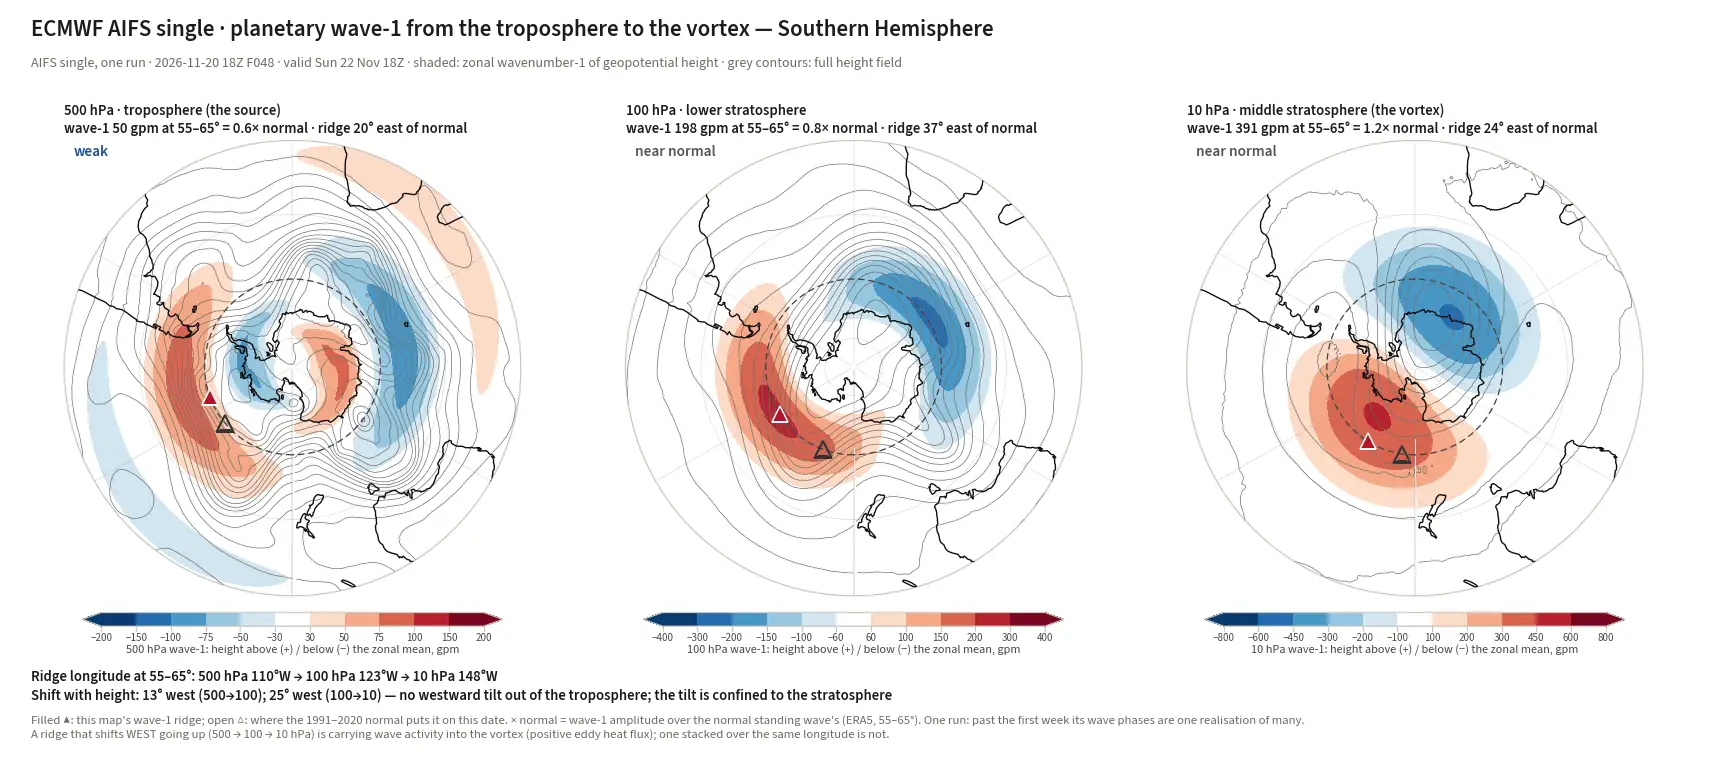 ECMWF AIFS single · planetary wave-1 from the troposphere to the vortex — Southern Hemisphere
AIFS single, one run · 2026-11-20 18Z F048 · valid Sun 22 Nov 18Z · shaded: zonal wavenumber-1 of geopotential height · grey contours: full height field
500 hPa · troposphere (the source)
wave-1 50 gpm at 55–65° = 0.6× normal · ridge 20° east of normal
weak
100 hPa · lower stratosphere
wave-1 198 gpm at 55–65° = 0.8× normal · ridge 37° east of normal
near normal
10 hPa · middle stratosphere (the vortex)
wave-1 391 gpm at 55–65° = 1.2× normal · ridge 24° east of normal
near normal
−200 −150 −100 −75 −50 −30 30 50 75 100 150 200
500 hPa wave-1: height above (+) / below (−) the zonal mean, gpm
−400 −300 −200 −150 −100 −60 60 100 150 200 300 400
100 hPa wave-1: height above (+) / below (−) the zonal mean, gpm
−800 −600 −450 −300 −200 −100 100 200 300 450 600 800
10 hPa wave-1: height above (+) / below (−) the zonal mean, gpm
Ridge longitude at 55–65°: 500 hPa 110°W → 100 hPa 123°W → 10 hPa 148°W
Shift with height: 13° west (500→100); 25° west (100→10) — no westward tilt out of the troposphere; the tilt is confined to the stratosphere
Filled ▲: this map's wave-1 ridge; open △: where the 1991–2020 normal puts it on this date. × normal = wave-1 amplitude over the normal standing wave's (ERA5, 55–65°). One run: past the first week its wave phases are one realisation of many.
A ridge that shifts WEST going up (500 → 100 → 10 hPa) is carrying wave activity into the vortex (positive eddy heat flux); one stacked over the same longitude is not.